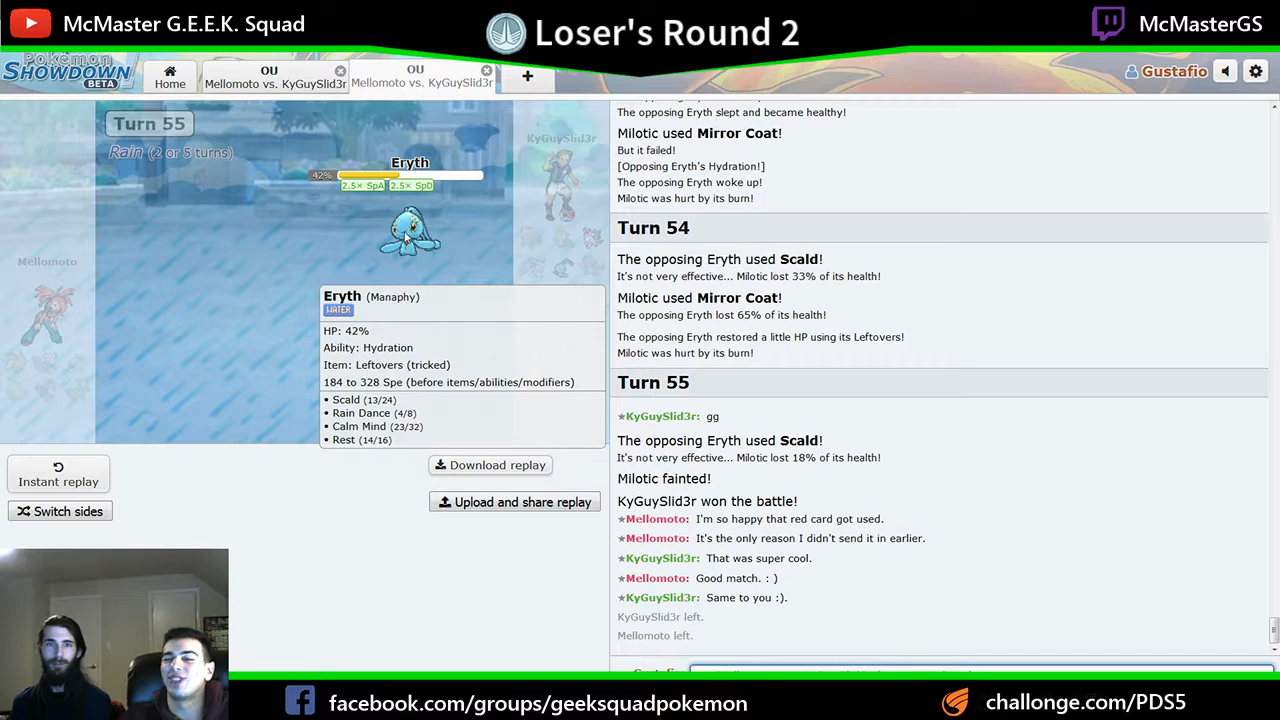 McMaster G.E.E.K. Squad
Loser's Round 2
McMasterGS
Pokémon
SHOWDOWN
BETA
Home
OU
Mellomoto vs. KyGuySlid3r
OU
Mellomoto vs. KyGuySlid3r
+
Gustafio
Turn 55
Rain (2 or 5 turns)
KyGuySlid3r
Mellomoto
Eryth
42%
2.5× SpA 2.5× SpD
Eryth (Manaphy)
WATER
HP: 42%
Ability: Hydration
Item: Leftovers (tricked)
184 to 328 Spe (before items/abilities/modifiers)
• Scald (13/24)
• Rain Dance (4/8)
• Calm Mind (23/32)
• Rest (14/16)
Instant replay
Switch sides
Download replay
Upload and share replay
The opposing Eryth slept and became healthy!
Milotic used Mirror Coat!
But it failed!
[Opposing Eryth's Hydration!]
The opposing Eryth woke up!
Milotic was hurt by its burn!
Turn 54
The opposing Eryth used Scald!
It's not very effective... Milotic lost 33% of its health!
Milotic used Mirror Coat!
The opposing Eryth lost 65% of its health!
The opposing Eryth restored a little HP using its Leftovers!
Milotic was hurt by its burn!
Turn 55
★KyGuySlid3r: gg
The opposing Eryth used Scald!
It's not very effective... Milotic lost 18% of its health!
Milotic fainted!
KyGuySlid3r won the battle!
★Mellomoto: I'm so happy that red card got used.
★Mellomoto: It's the only reason I didn't send it in earlier.
★KyGuySlid3r: That was super cool.
★Mellomoto: Good match. : )
★KyGuySlid3r: Same to you :).
KyGuySlid3r left.
Mellomoto left.
facebook.com/groups/geeksquadpokemon
challonge.com/PDS5